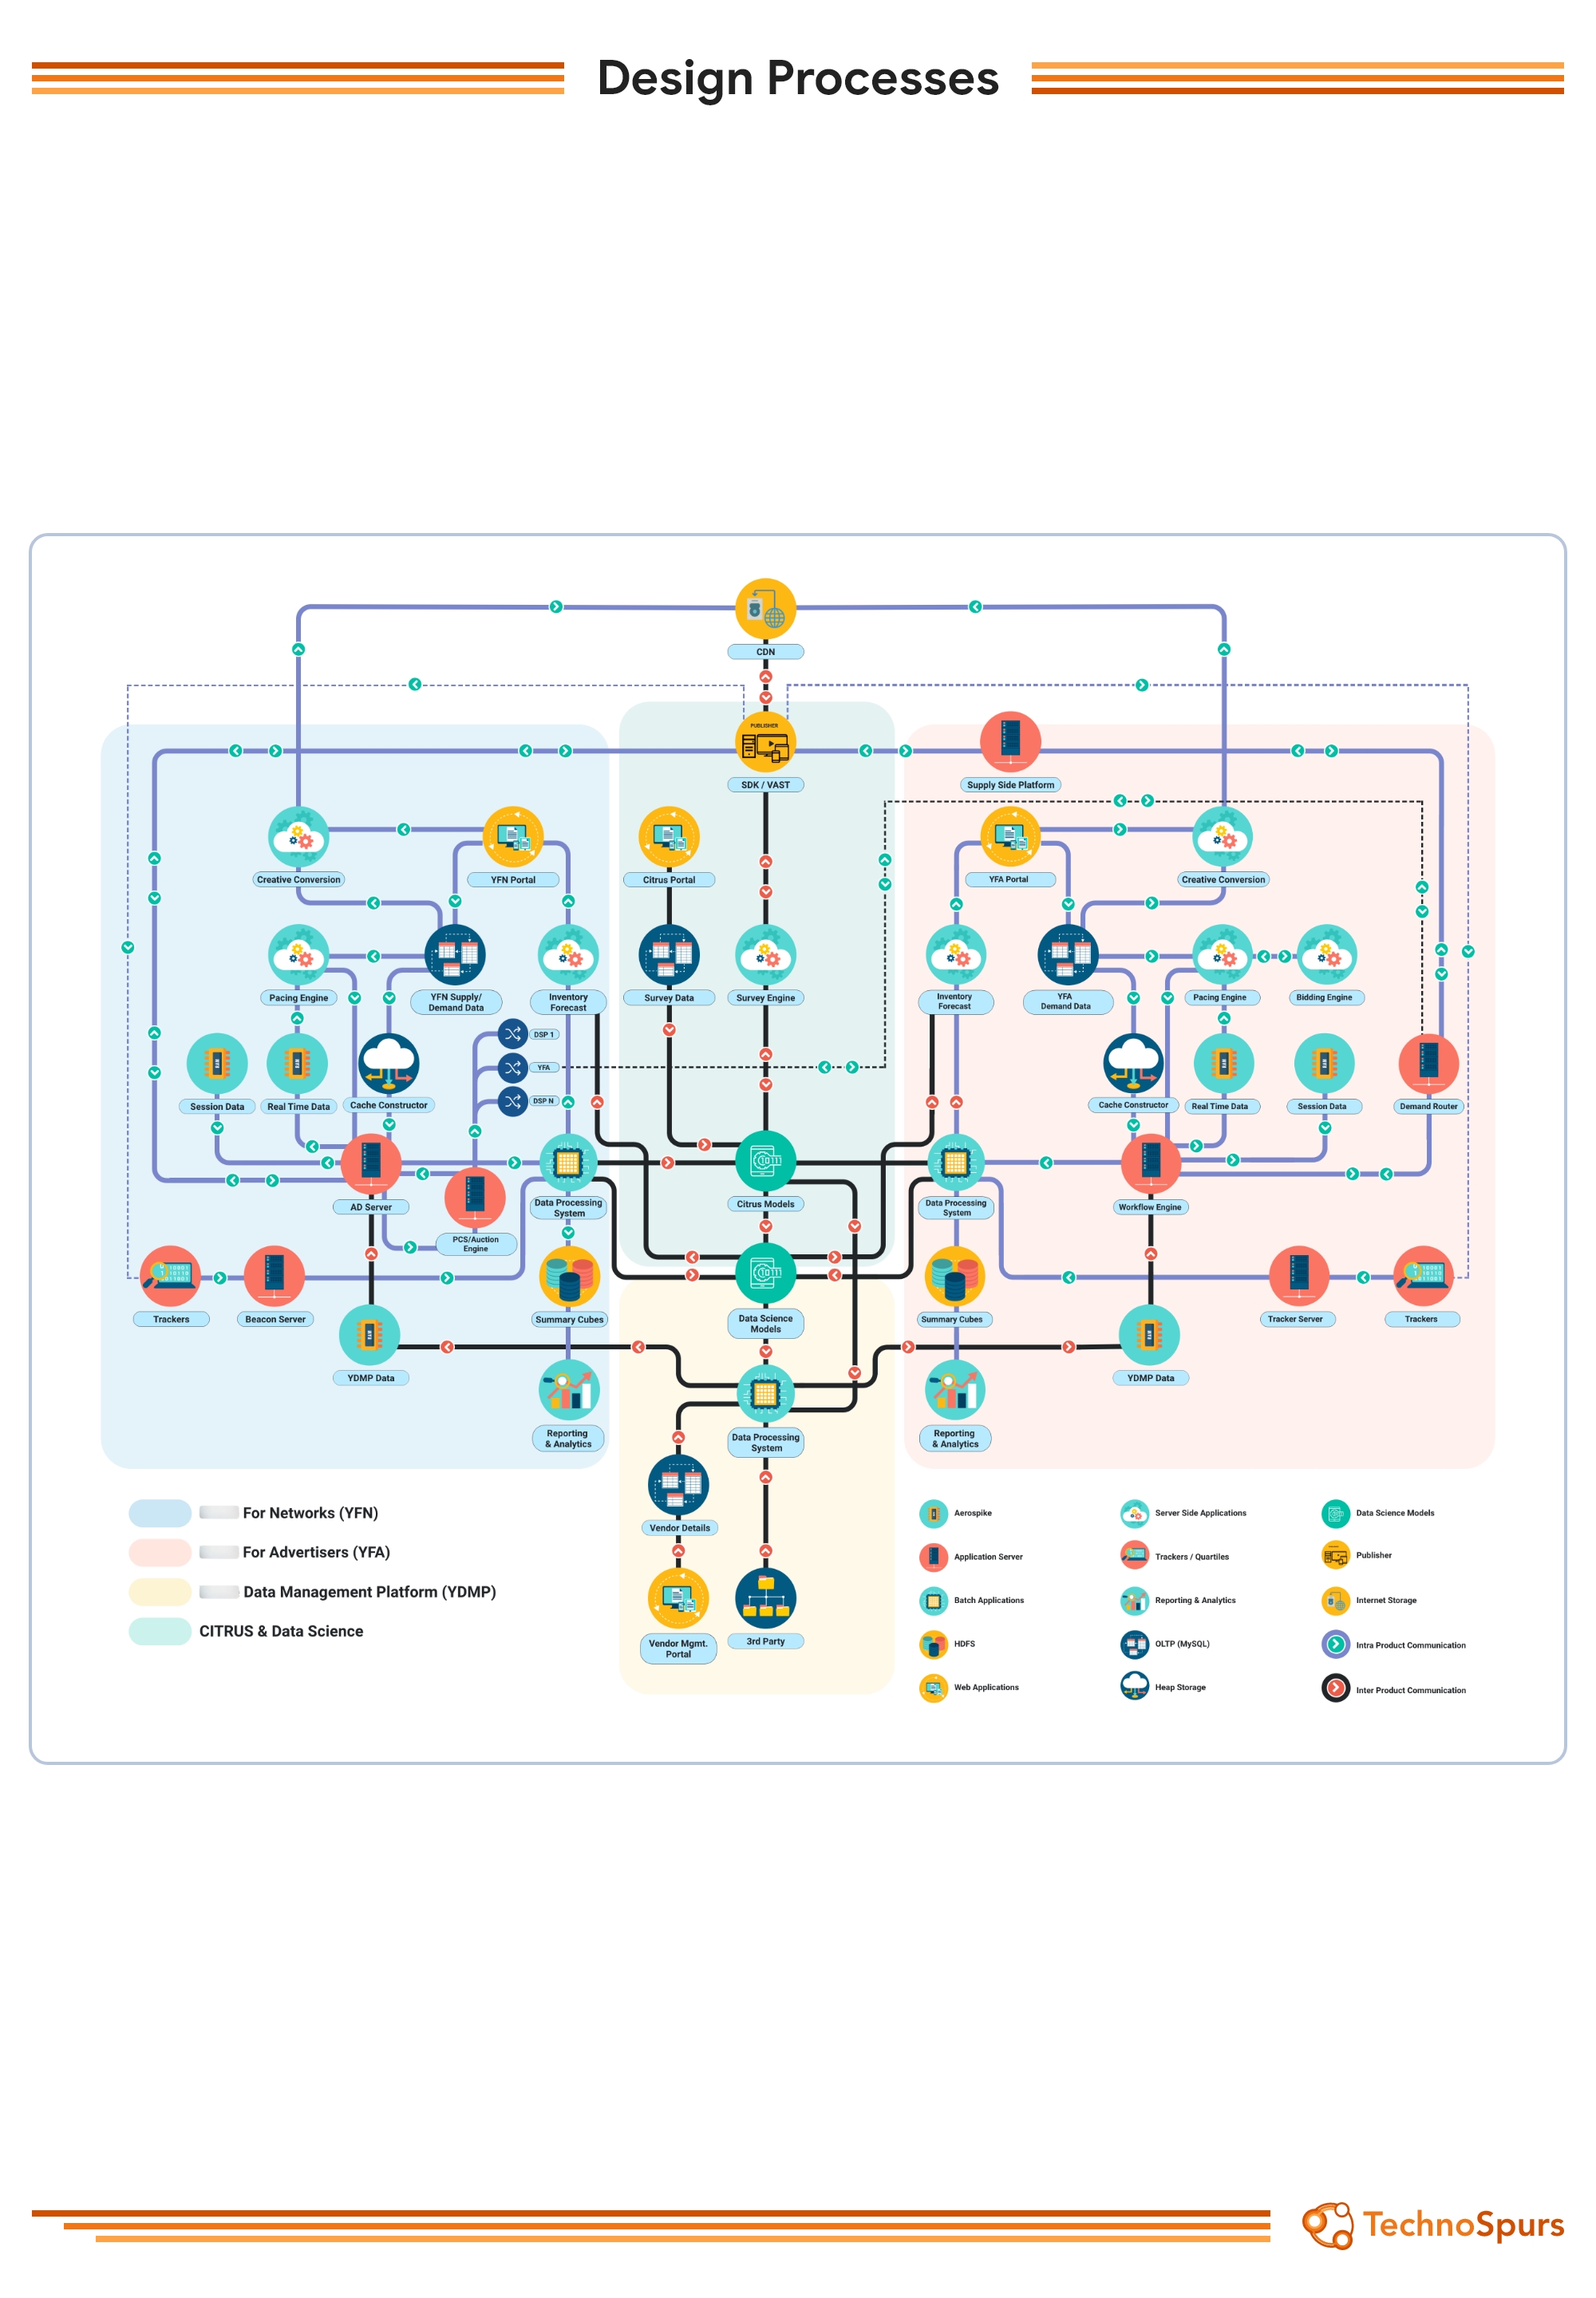 Design Processes
CDN
PUBLISHER
SDK / VAST
Supply Side Platform
Creative Conversion
YFN Portal
Citrus Portal
YFA Portal
Creative Conversion
Pacing Engine
YFN Supply/
Demand Data
Inventory
Forecast
Survey Data
Survey Engine
Inventory
Forecast
YFA
Demand Data
Pacing Engine
Bidding Engine
DSP 1
YFA
DSP N
Session Data
Real Time Data
Cache Constructor
Cache Constructor
Real Time Data
Session Data
Demand Router
AD Server
PCS/Auction
Engine
Data Processing
System
Citrus Models
Data Processing
System
Workflow Engine
Trackers
Beacon Server
Summary Cubes
Data Science
Models
Summary Cubes
Tracker Server
Trackers
YDMP Data
YDMP Data
Reporting
& Analytics
Data Processing
System
Reporting
& Analytics
Vendor Details
Vendor Mgmt.
Portal
3rd Party
For Networks (YFN)
For Advertisers (YFA)
Data Management Platform (YDMP)
CITRUS & Data Science
Aerospike
Application Server
Batch Applications
HDFS
Web Applications
Server Side Applications
Trackers / Quartiles
Reporting & Analytics
OLTP (MySQL)
Heap Storage
Data Science Models
Publisher
Internet Storage
Intra Product Communication
Inter Product Communication
TechnoSpurs